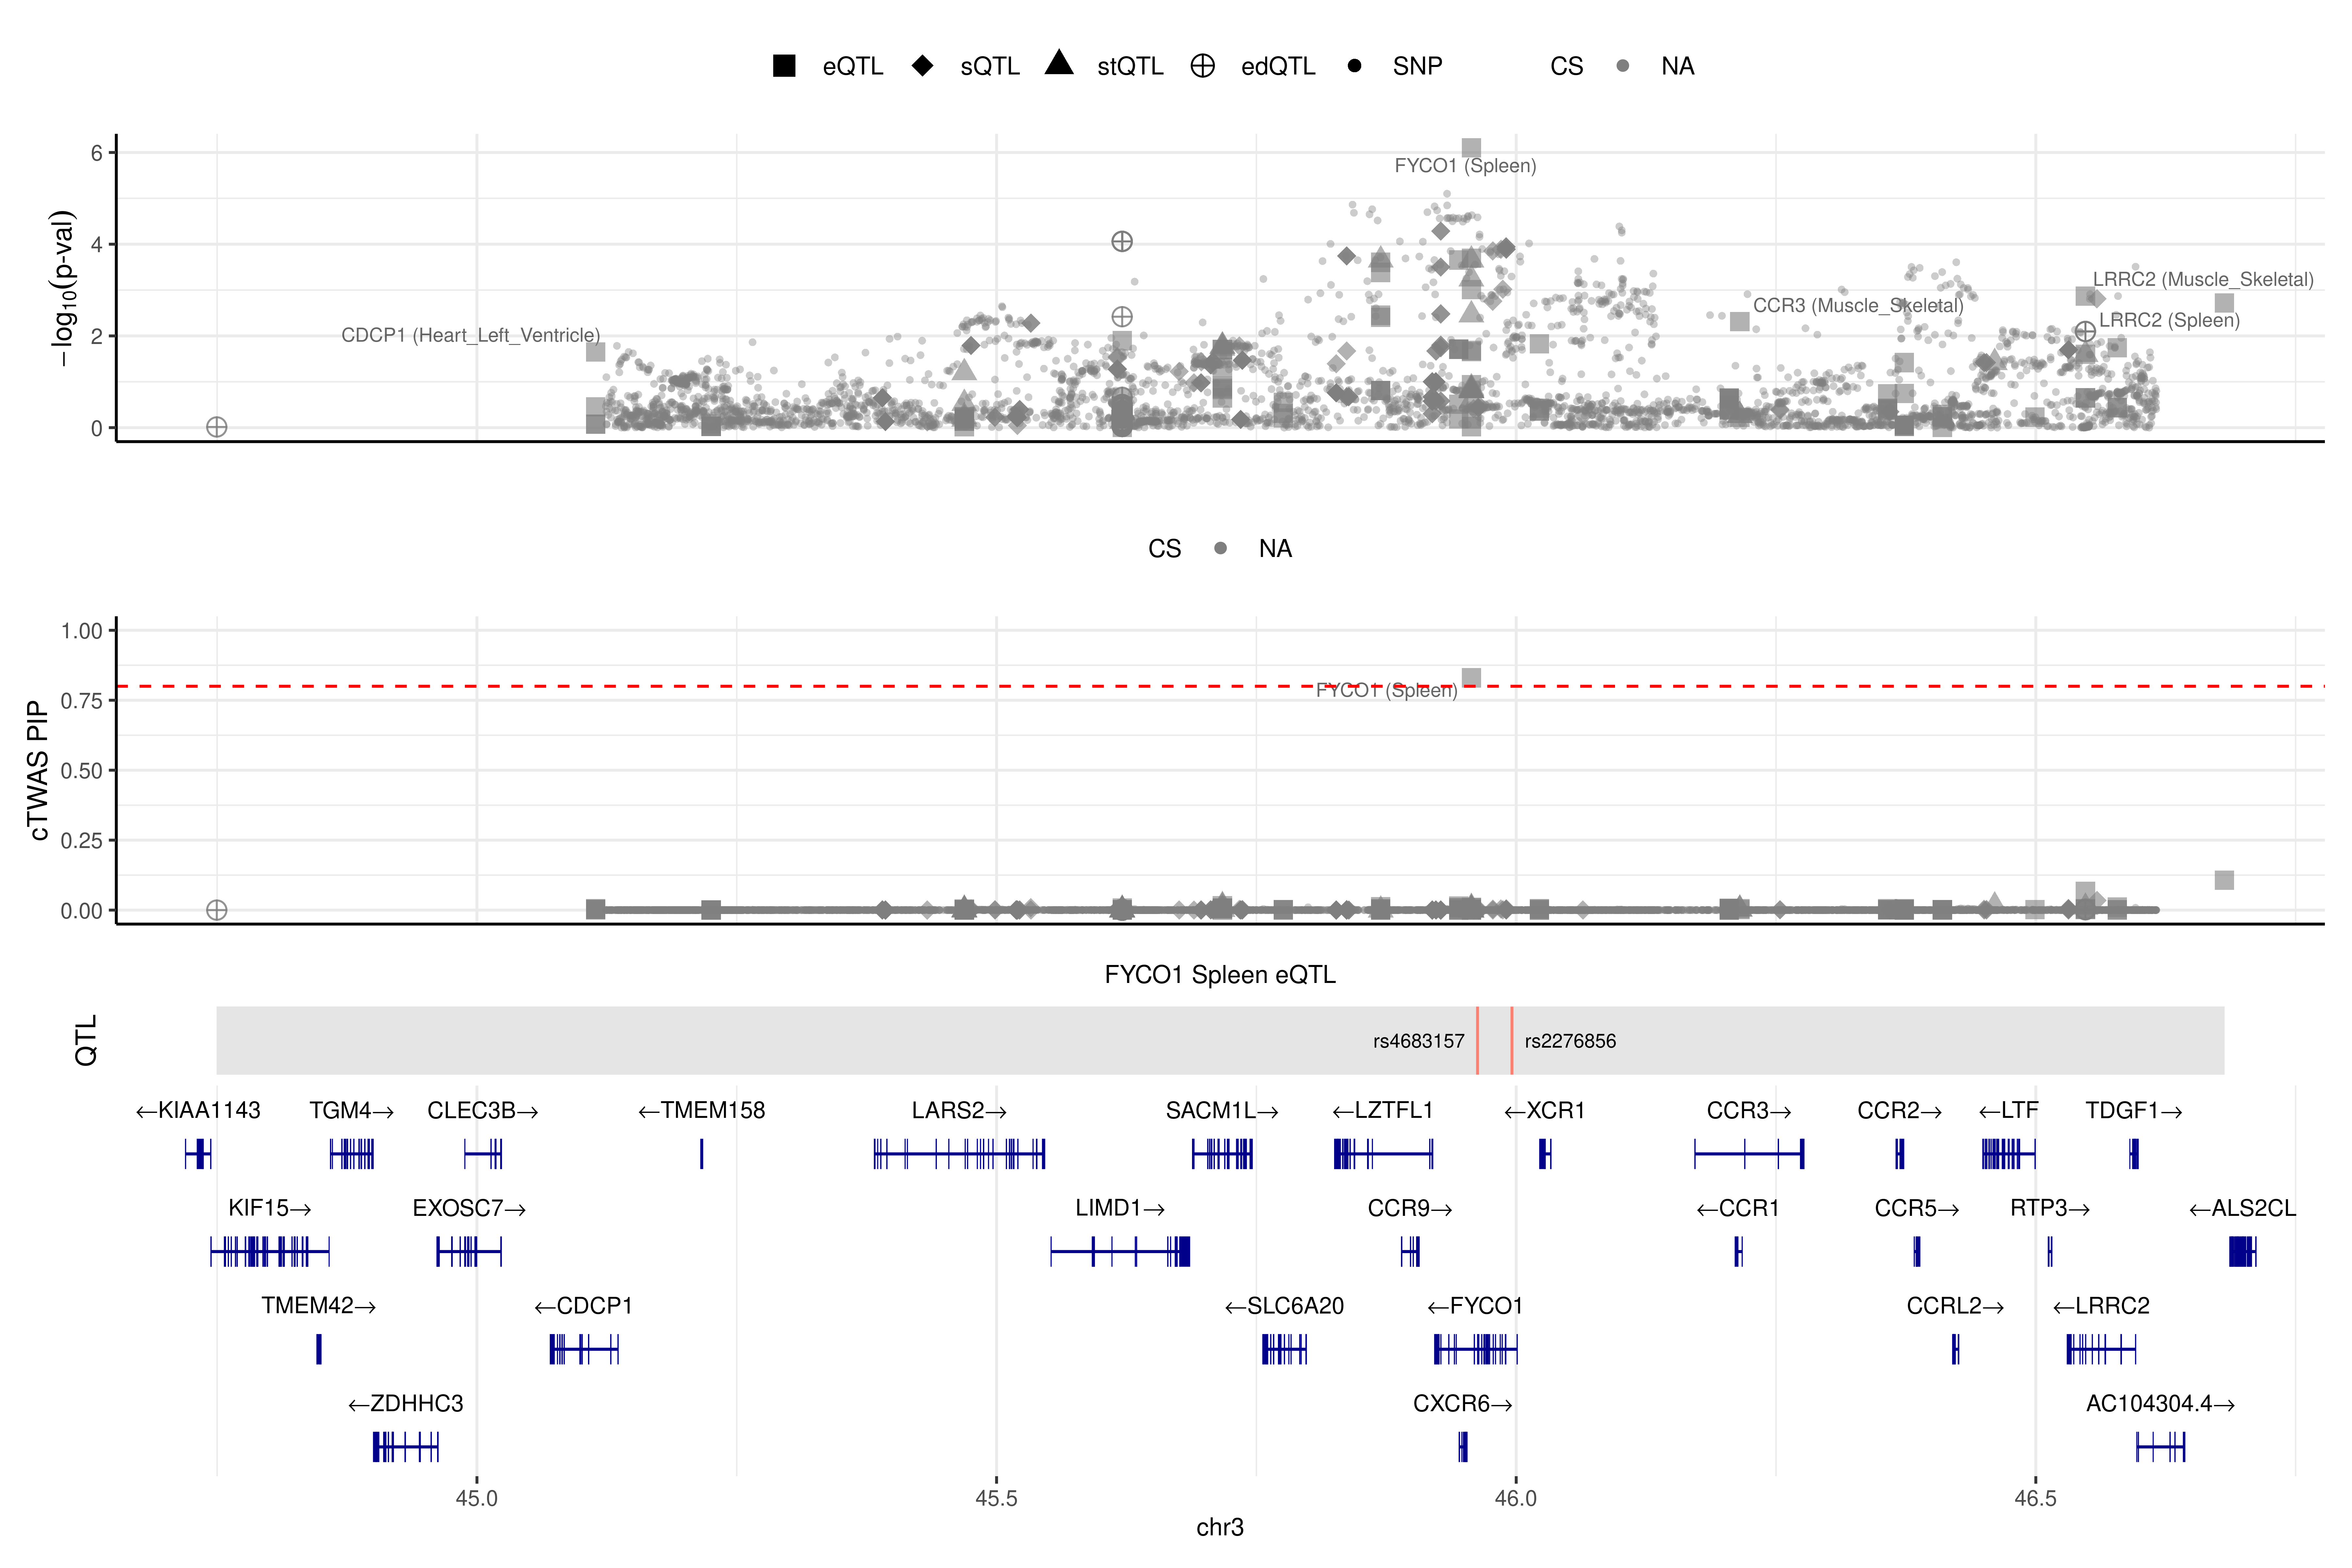 eQTL sQTL stQTL edQTL SNP CS NA
−log10(p-val)
6
4
2
0
FYCO1 (Spleen)
LRRC2 (Muscle_Skeletal)
CCR3 (Muscle_Skeletal)
LRRC2 (Spleen)
CDCP1 (Heart_Left_Ventricle)
CS NA
cTWAS PIP
1.00
0.75
0.50
0.25
0.00
FYCO1 (Spleen)
FYCO1 Spleen eQTL
QTL
rs4683157 rs2276856
←KIAA1143 TGM4→ CLEC3B→ ←TMEM158 LARS2→ SACM1L→ ←LZTFL1 ←XCR1 CCR3→ CCR2→ ←LTF TDGF1→
KIF15→ EXOSC7→ LIMD1→ CCR9→ ←CCR1 CCR5→ RTP3→ ←ALS2CL
TMEM42→ ←CDCP1 ←SLC6A20 ←FYCO1 CCRL2→ ←LRRC2
←ZDHHC3 CXCR6→ AC104304.4→
45.0 45.5 46.0 46.5
chr3